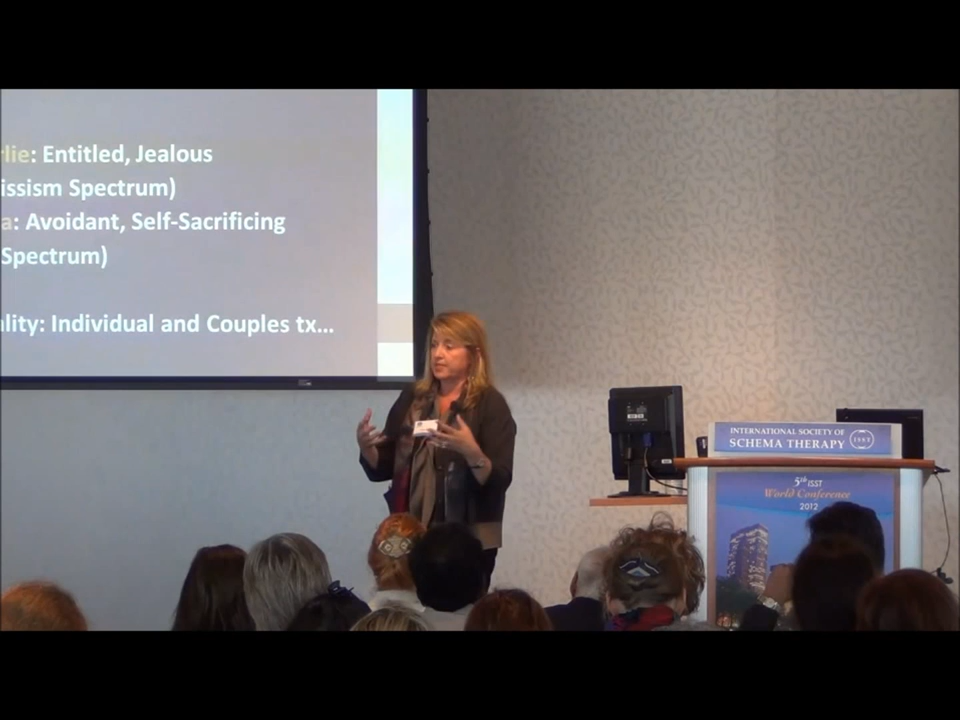 rlie: Entitled, Jealous
issism Spectrum)
a: Avoidant, Self-Sacrificing
Spectrum)
ality: Individual and Couples tx...
INTERNATIONAL SOCIETY OF
SCHEMA THERAPY
ISST
5th ISST
World Conference
2012